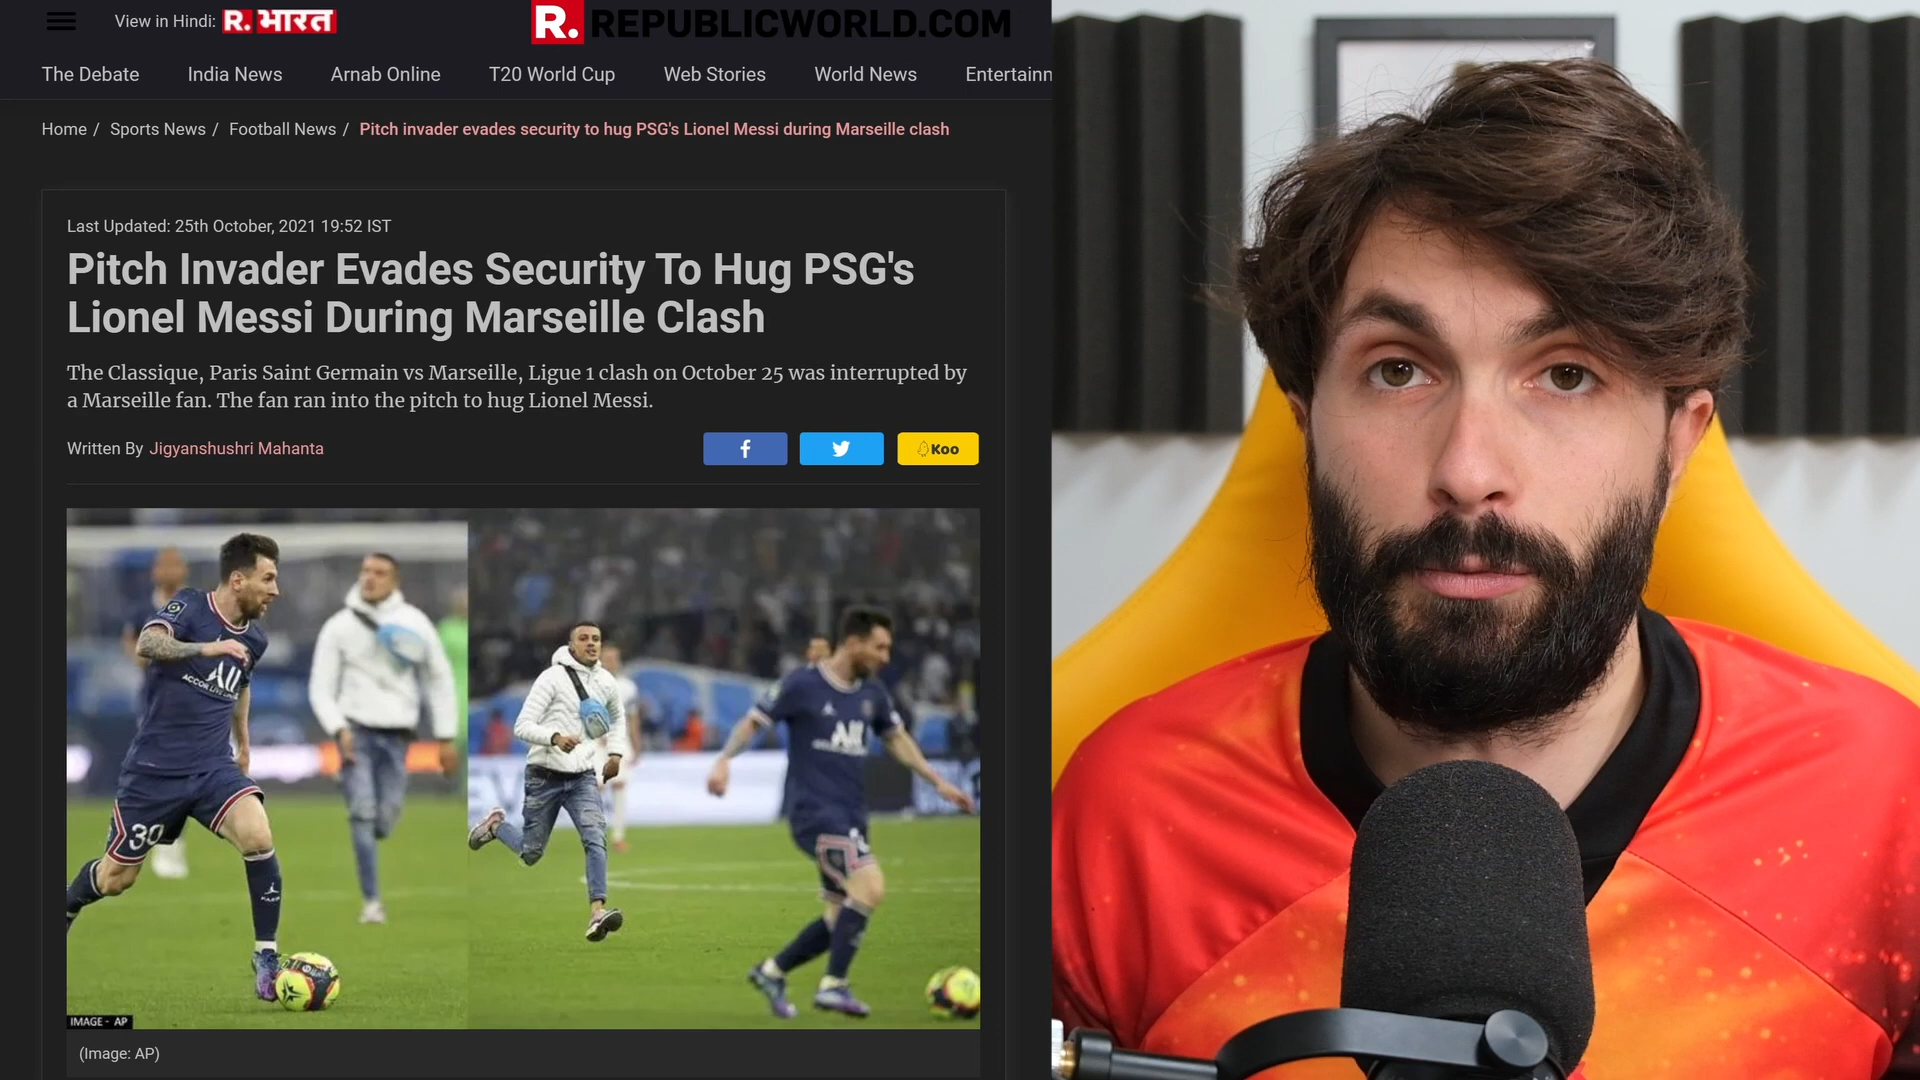 View in Hindi: R. भारत
R. REPUBLICWORLD.COM
The Debate India News Arnab Online T20 World Cup Web Stories World News Entertainn
Home / Sports News / Football News / Pitch invader evades security to hug PSG's Lionel Messi during Marseille clash
Last Updated: 25th October, 2021 19:52 IST
Pitch Invader Evades Security To Hug PSG's
Lionel Messi During Marseille Clash
The Classique, Paris Saint Germain vs Marseille, Ligue 1 clash on October 25 was interrupted by
a Marseille fan. The fan ran into the pitch to hug Lionel Messi.
Written By Jigyanshushri Mahanta
f
Koo
ALL
ACCOR LIVE
30
ALL
IMAGE - AP
(Image: AP)